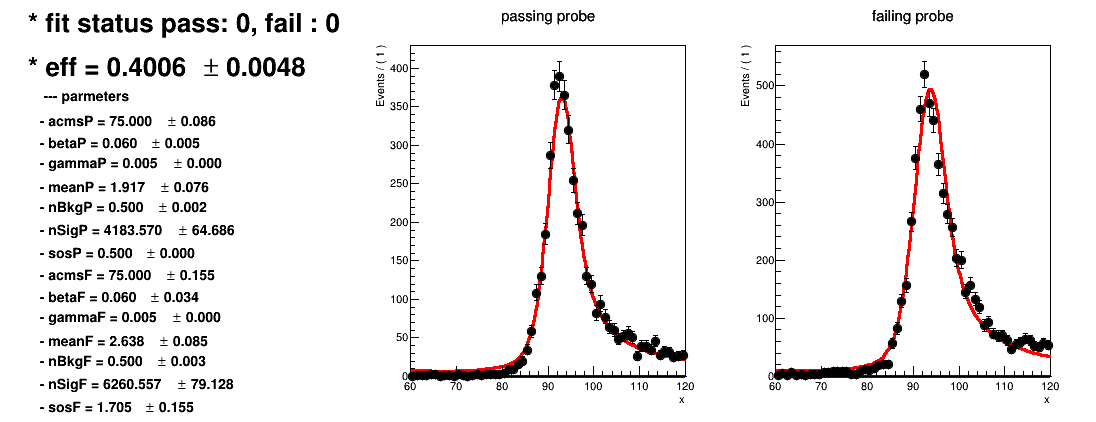 * fit status pass: 0, fail : 0
* eff = 0.4006 ± 0.0048
--- parmeters
- acmsP = 75.000 ± 0.086
- betaP = 0.060 ± 0.005
- gammaP = 0.005 ± 0.000
- meanP = 1.917 ± 0.076
- nBkgP = 0.500 ± 0.002
- nSigP = 4183.570 ± 64.686
- sosP = 0.500 ± 0.000
- acmsF = 75.000 ± 0.155
- betaF = 0.060 ± 0.034
- gammaF = 0.005 ± 0.000
- meanF = 2.638 ± 0.085
- nBkgF = 0.500 ± 0.003
- nSigF = 6260.557 ± 79.128
- sosF = 1.705 ± 0.155
passing probe
Events / ( 1 )
400
350
300
250
200
150
100
50
0
60 70 80 90 100 110 120
x
failing probe
Events / ( 1 )
500
400
300
200
100
0
60 70 80 90 100 110 120
x